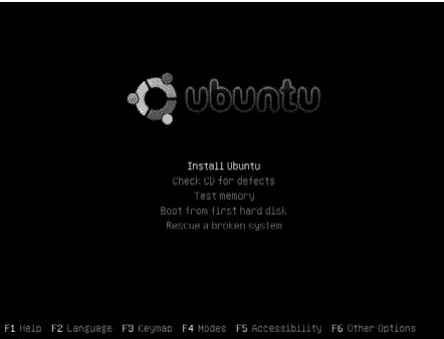 ubuntu
Install Ubuntu
Check CD for defects
Test memory
Boot from first hard disk
Rescue a broken system
F1 Help F2 Language F3 Keymap F4 Modes F5 Accessibility F6 Other Options